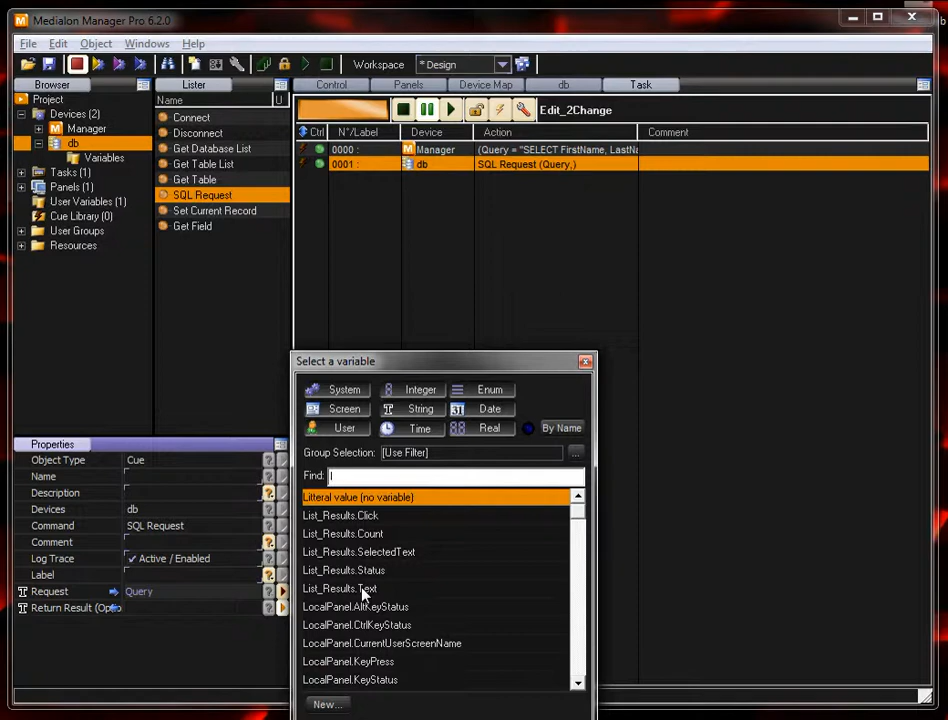 Medialon Manager Pro 6.2.0
File Edit Object Windows Help
Workspace * Design
Browser Lister Control Panels Device Map db Task
Project
Devices (2)
Manager
db
Variables
Tasks (1)
Panels (1)
User Variables (1)
Cue Library (0)
User Groups
Resources
Name U
Connect
Disconnect
Get Database List
Get Table List
Get Table
SQL Request
Set Current Record
Get Field
Edit_2Change
Ctrl N°/Label Device Action Comment
0000 : Manager (Query = "SELECT FirstName, LastNa
0001 : db SQL Request (Query,)
Properties
Object Type Cue
Name
Description
Devices db
Command SQL Request
Comment
Log Trace Active / Enabled
Label
Request Query
Return Result (Optio
Select a variable
System Integer Enum
Screen String 31 Date
User Time Real By Name
Group Selection: [Use Filter] ...
Find:
Litteral value (no variable)
List_Results.Click
List_Results.Count
List_Results.SelectedText
List_Results.Status
List_Results.Text
LocalPanel.AltKeyStatus
LocalPanel.CtrlKeyStatus
LocalPanel.CurrentUserScreenName
LocalPanel.KeyPress
LocalPanel.KeyStatus
New...